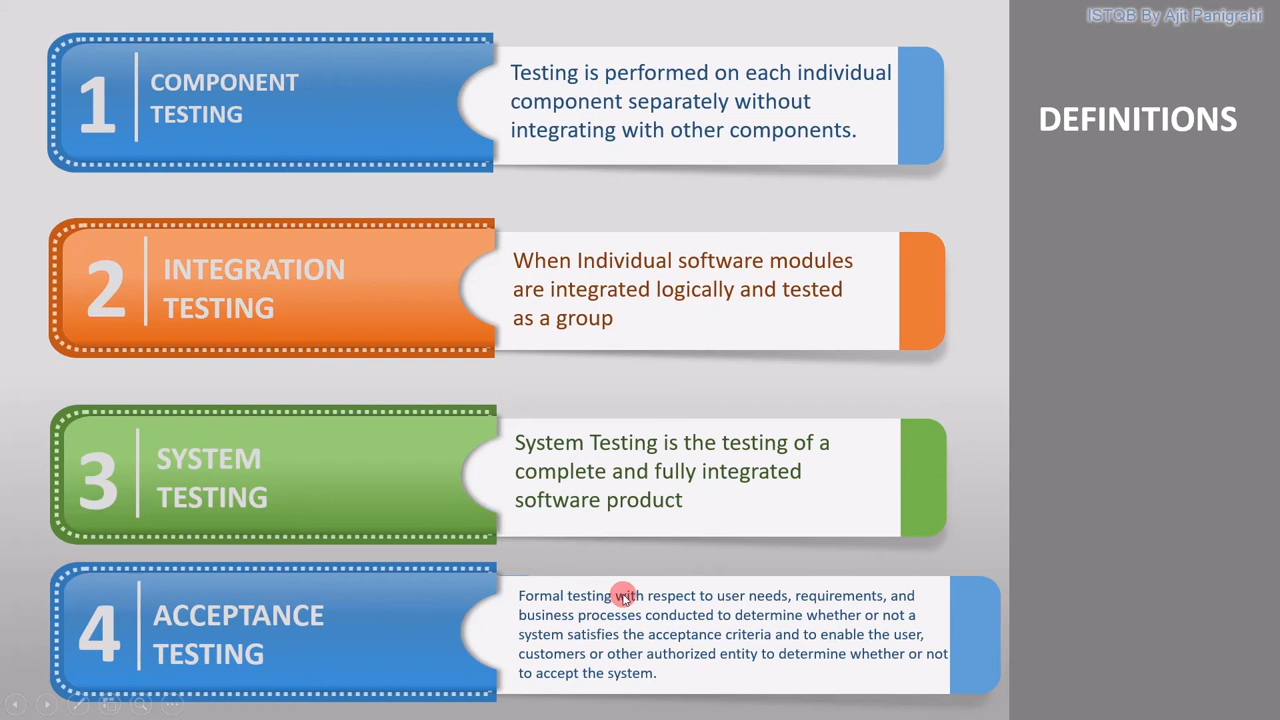 ISTQB By Ajit Panigrahi
DEFINITIONS
1
COMPONENT
TESTING
Testing is performed on each individual
component separately without
integrating with other components.
2
INTEGRATION
TESTING
When Individual software modules
are integrated logically and tested
as a group
3
SYSTEM
TESTING
System Testing is the testing of a
complete and fully integrated
software product
4
ACCEPTANCE
TESTING
Formal testing with respect to user needs, requirements, and
business processes conducted to determine whether or not a
system satisfies the acceptance criteria and to enable the user,
customers or other authorized entity to determine whether or not
to accept the system.